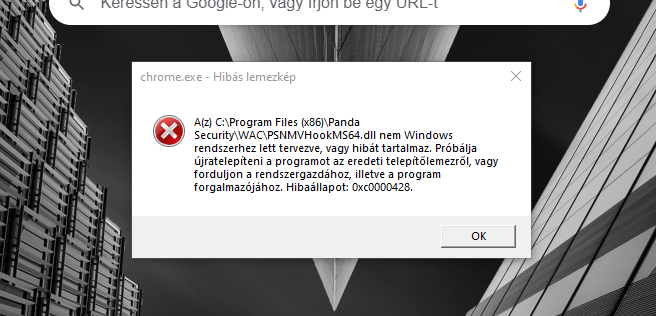 Keressen a Google-on, vagy írjon be egy URL-t
chrome.exe - Hibás lemezkép
A(z) C:\Program Files (x86)\Panda
Security\WAC\PSNMVHookMS64.dll nem Windows
rendszerhez lett tervezve, vagy hibát tartalmaz. Próbálja
újratelepíteni a programot az eredeti telepítőlemezről, vagy
forduljon a rendszergazdához, illetve a program
forgalmazójához. Hibaállapot: 0xc0000428.
OK